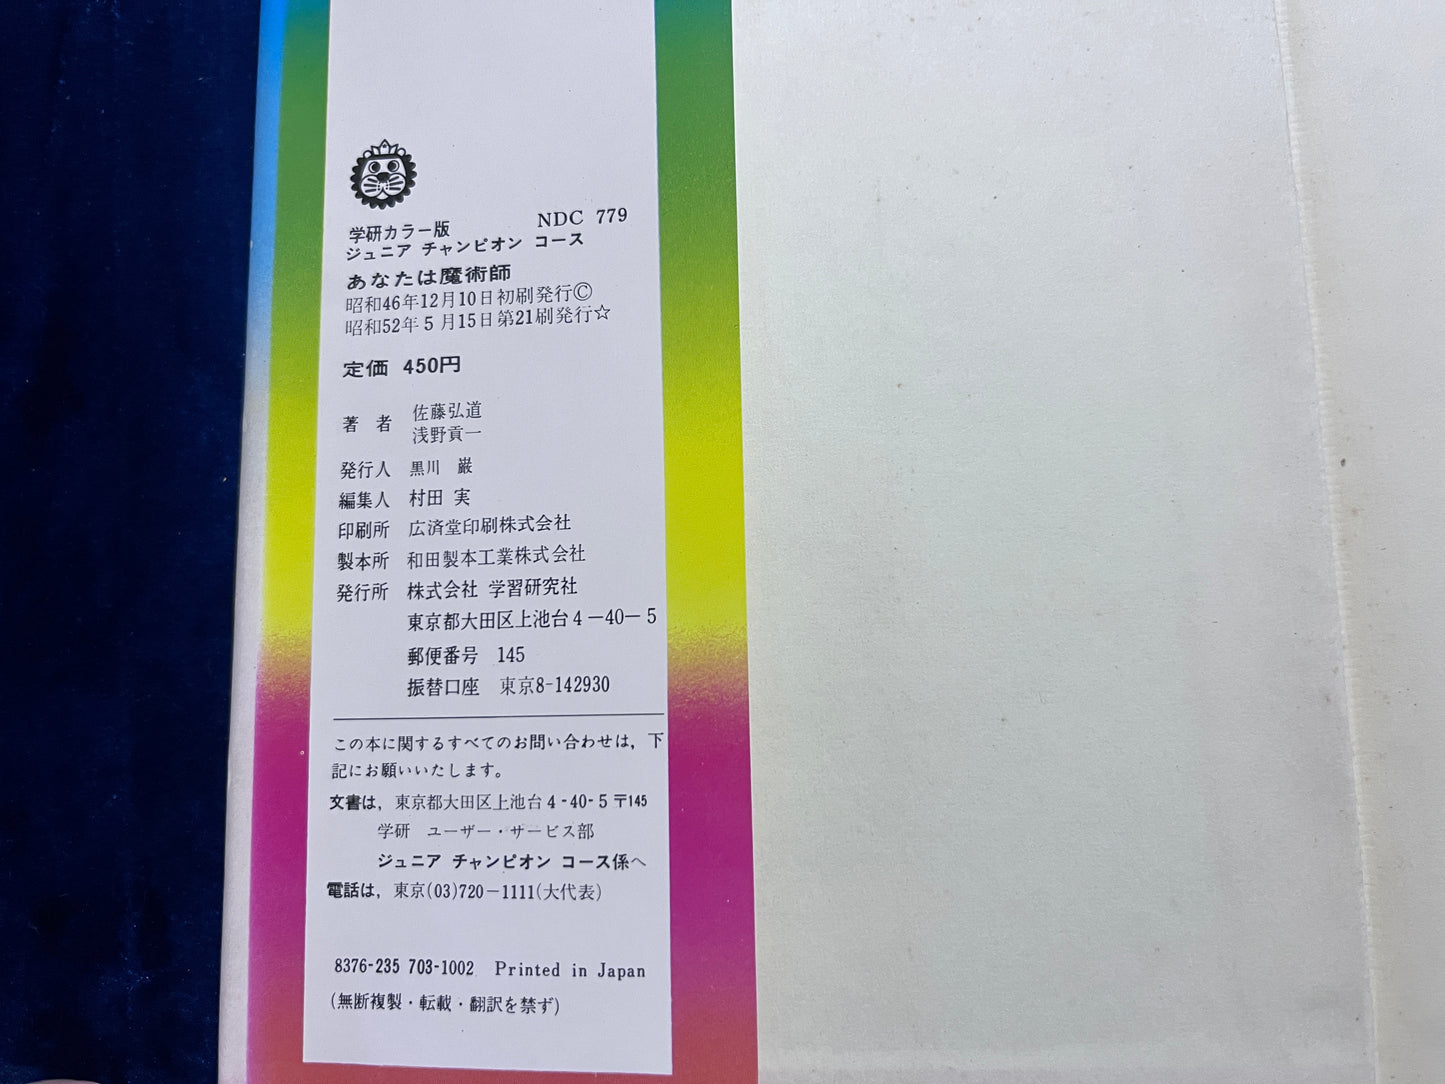 学研カラー版 NDC 779
ジュニア チャンピオン コース
あなたは魔術師
昭和46年12月10日初刷発行©
昭和52年5月15日第21刷発行☆
定価 450円
著者 佐藤弘道
浅野貢一
発行人 黒川 巌
編集人 村田 実
印刷所 広済堂印刷株式会社
製本所 和田製本工業株式会社
発行所 株式会社 学習研究社
東京都大田区上池台4-40-5
郵便番号 145
振替口座 東京8-142930
この本に関するすべてのお問い合わせは，下
記にお願いいたします。
文書は，東京都大田区上池台4-40-5〒145
学研 ユーザー・サービス部
ジュニア チャンピオン コース係へ
電話は，東京(03)720-1111(大代表)
8376-235 703-1002 Printed in Japan
(無断複製・転載・翻訳を禁ず)